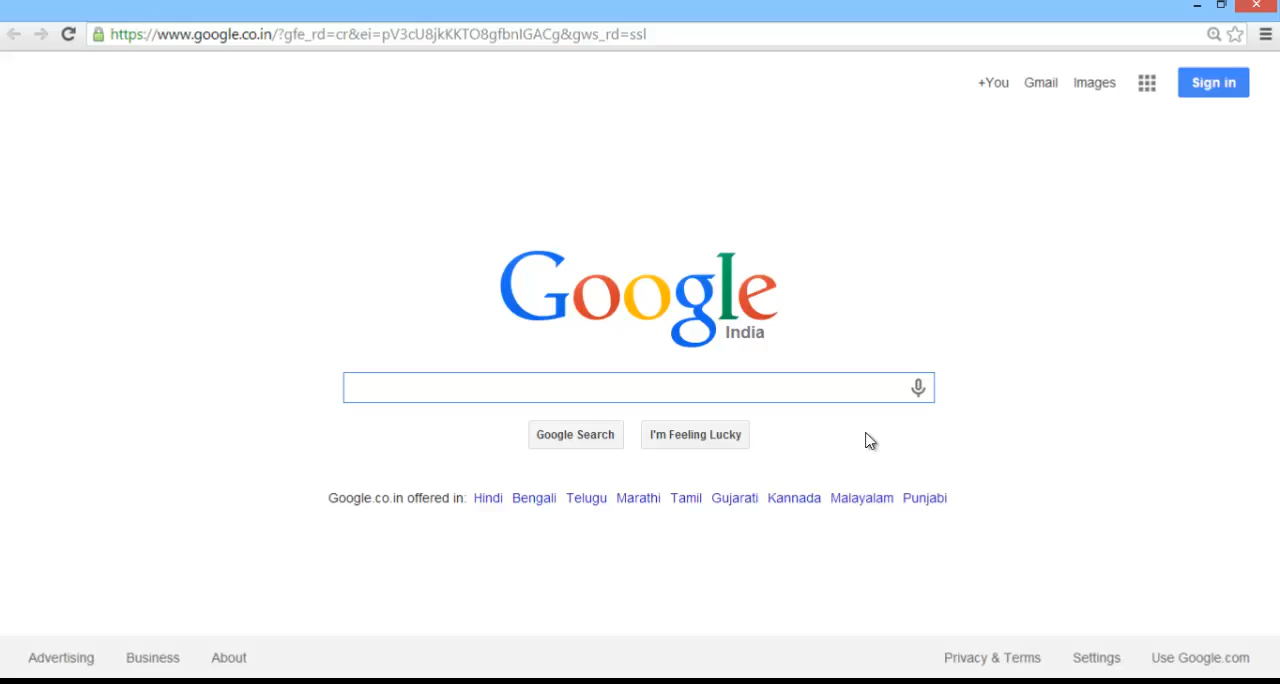 https://www.google.co.in/?gfe_rd=cr&ei=pV3cU8jkKKTO8gfbnIGACg&gws_rd=ssl
+You Gmail Images Sign in
Google
India
Google Search I'm Feeling Lucky
Google.co.in offered in: Hindi Bengali Telugu Marathi Tamil Gujarati Kannada Malayalam Punjabi
Advertising Business About Privacy & Terms Settings Use Google.com